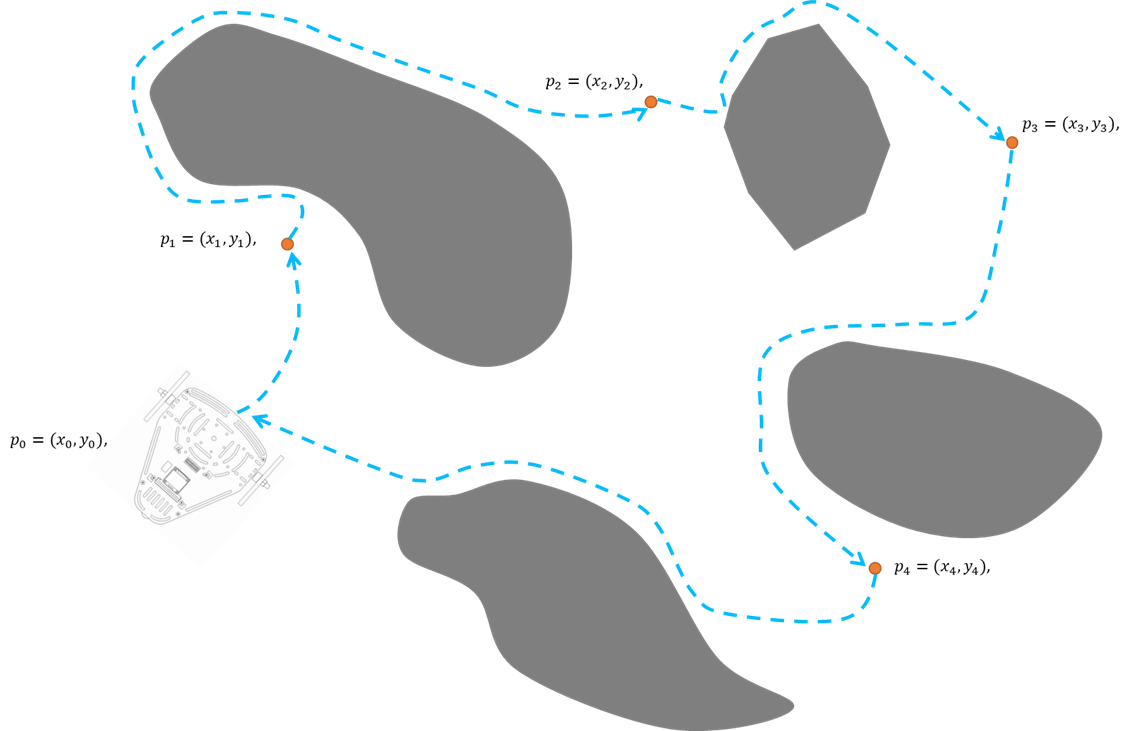 p₂ = (x₂, y₂),
p₃ = (x₃, y₃),
p₁ = (x₁, y₁),
p₀ = (x₀, y₀),
p₄ = (x₄, y₄),